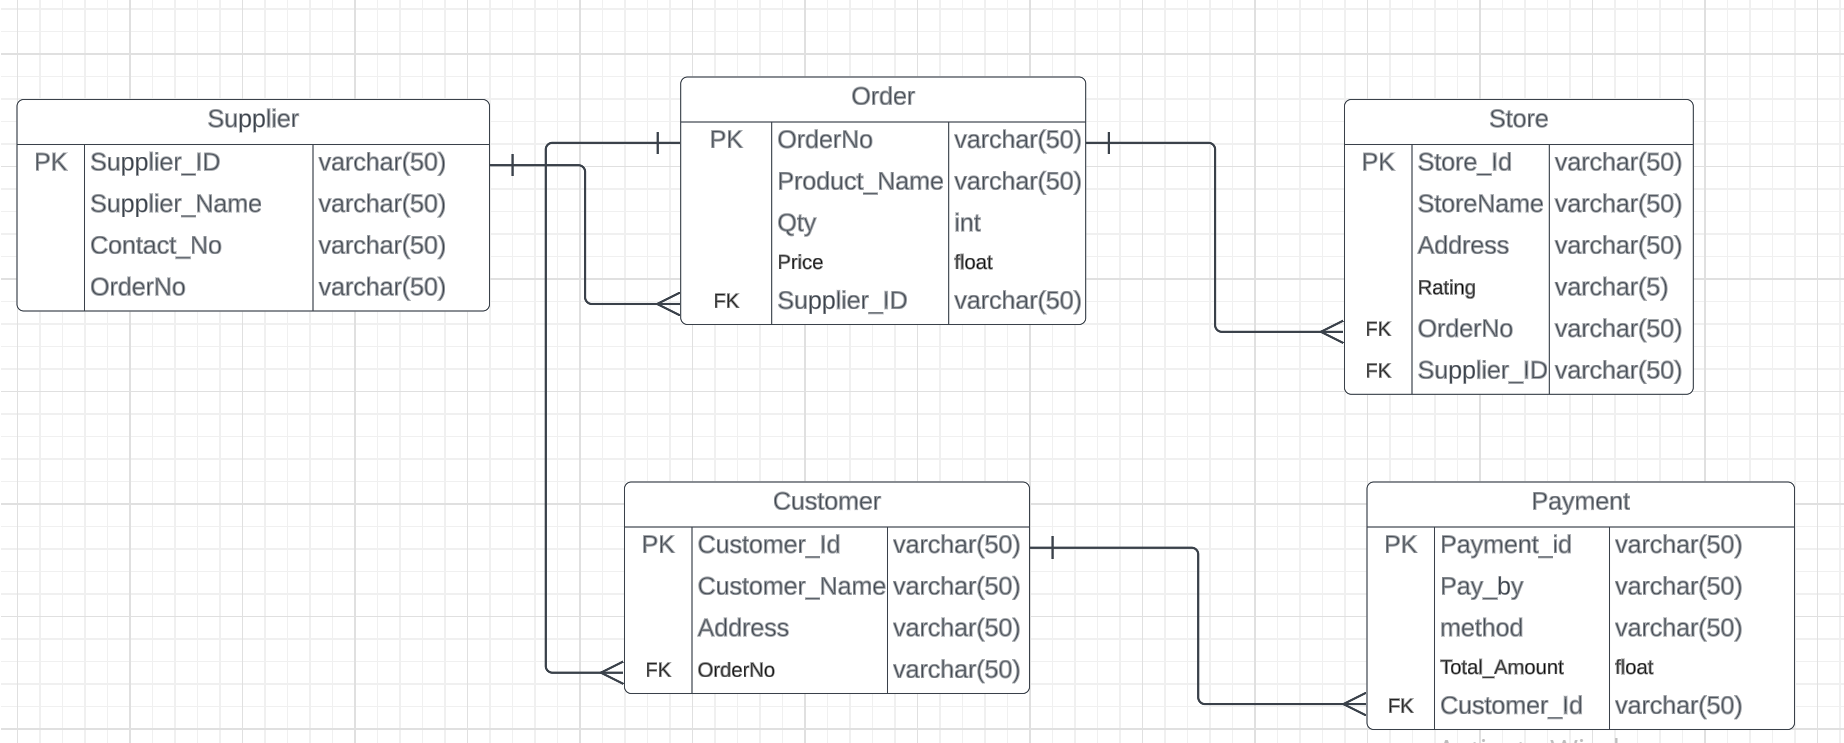 Supplier
PK Supplier_ID varchar(50)
Supplier_Name varchar(50)
Contact_No varchar(50)
OrderNo varchar(50)
Order
PK OrderNo varchar(50)
Product_Name varchar(50)
Qty int
Price float
FK Supplier_ID varchar(50)
Store
PK Store_Id varchar(50)
StoreName varchar(50)
Address varchar(50)
Rating varchar(5)
FK OrderNo varchar(50)
FK Supplier_ID varchar(50)
Customer
PK Customer_Id varchar(50)
Customer_Name varchar(50)
Address varchar(50)
FK OrderNo varchar(50)
Payment
PK Payment_id varchar(50)
Pay_by varchar(50)
method varchar(50)
Total_Amount float
FK Customer_Id varchar(50)